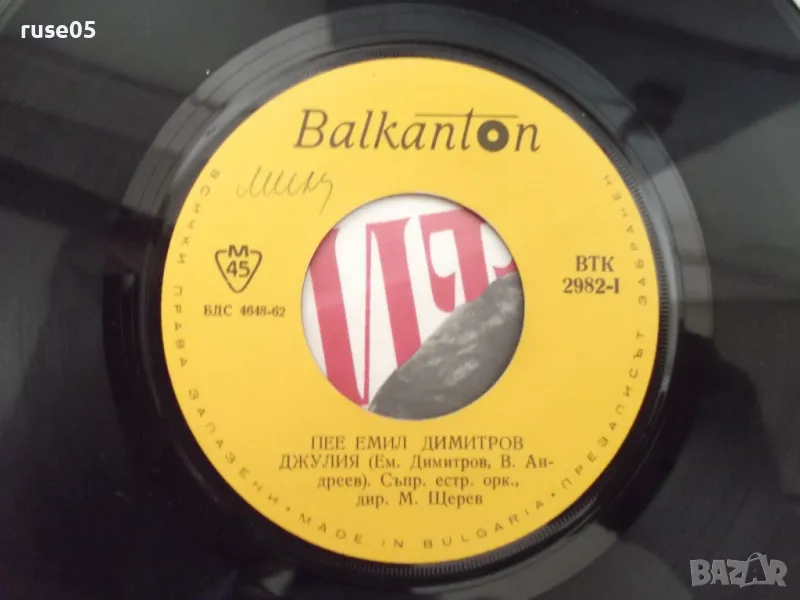 ruse05
Balkanton
M
45
БДС 4648-62
ВТК
2982-I
ПЕЕ ЕМИЛ ДИМИТРОВ
ДЖУЛИЯ (Ем. Димитров, В. Ан-
дреев). Съпр. естр. орк.,
дир. М. Щерев
ВСИЧКИ ПРАВА ЗАПАЗЕНИ • MADE IN BULGARIA • ПРЕЗАПИСЪТ ЗАБРАНЕН
BAZAR